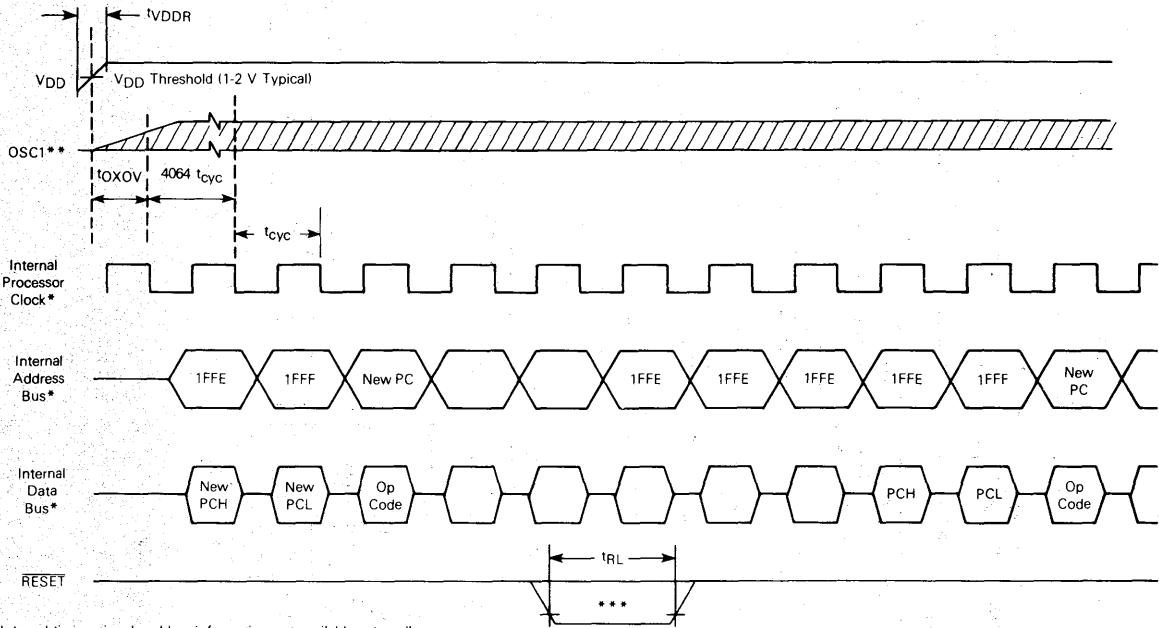 tVDDR
VDD
VDD Threshold (1-2 V Typical)
OSC1**
tOXOV
4064 tcyc
tcyc
Internal
Processor
Clock*
Internal
Address
Bus*
1FFE
1FFF
New PC
1FFE
1FFE
1FFE
1FFE
1FFF
New
PC
Internal
Data
Bus*
New
PCH
New
PCL
Op
Code
PCH
PCL
Op
Code
tRL
RESET
***